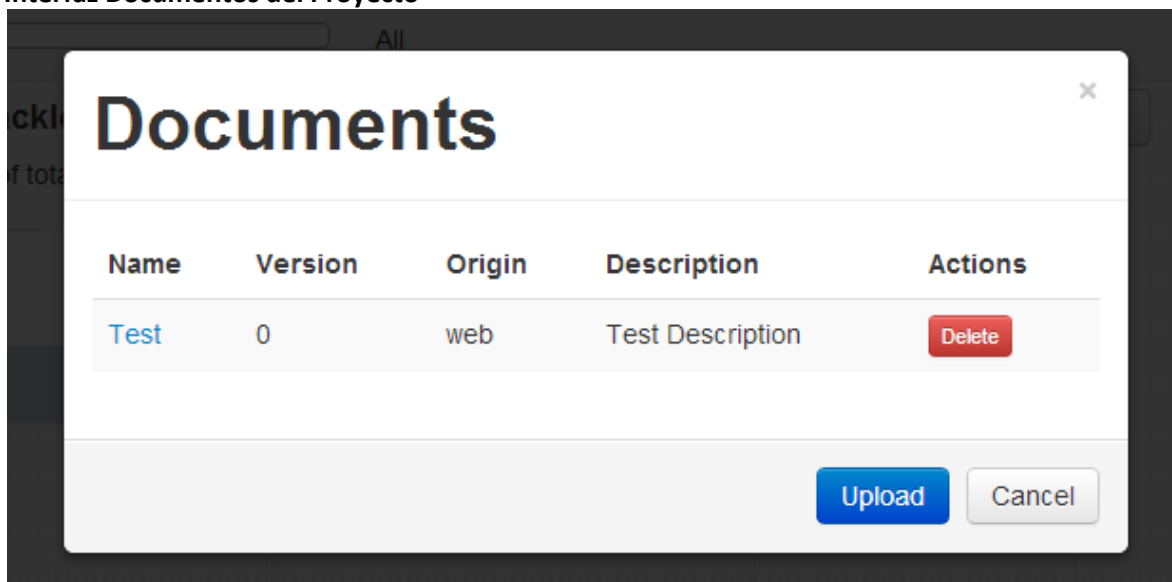 Interfaz Documentos del Proyecto
All
Documents
×
Name Version Origin Description Actions
Test 0 web Test Description Delete
Upload Cancel